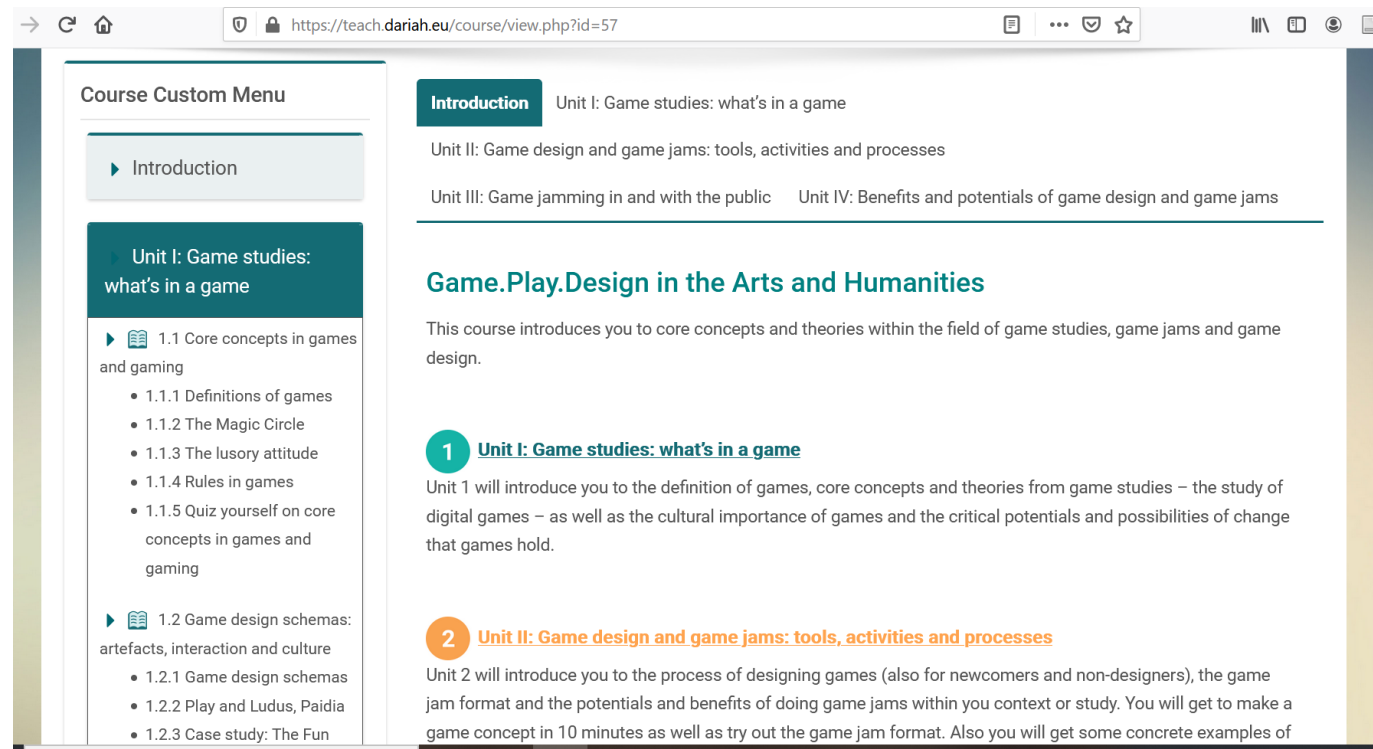 https://teach.dariah.eu/course/view.php?id=57
Course Custom Menu
Introduction
Unit I: Game studies:
what's in a game
1.1 Core concepts in games
and gaming
1.1.1 Definitions of games
1.1.2 The Magic Circle
1.1.3 The lusory attitude
1.1.4 Rules in games
1.1.5 Quiz yourself on core
concepts in games and
gaming
1.2 Game design schemas:
artefacts, interaction and culture
1.2.1 Game design schemas
1.2.2 Play and Ludus, Paidia
1.2.3 Case study: The Fun
Introduction Unit I: Game studies: what's in a game
Unit II: Game design and game jams: tools, activities and processes
Unit III: Game jamming in and with the public Unit IV: Benefits and potentials of game design and game jams
Game.Play.Design in the Arts and Humanities
This course introduces you to core concepts and theories within the field of game studies, game jams and game
design.
1 Unit I: Game studies: what's in a game
Unit 1 will introduce you to the definition of games, core concepts and theories from game studies – the study of
digital games – as well as the cultural importance of games and the critical potentials and possibilities of change
that games hold.
2 Unit II: Game design and game jams: tools, activities and processes
Unit 2 will introduce you to the process of designing games (also for newcomers and non-designers), the game
jam format and the potentials and benefits of doing game jams within you context or study. You will get to make a
game concept in 10 minutes as well as try out the game jam format. Also you will get some concrete examples of